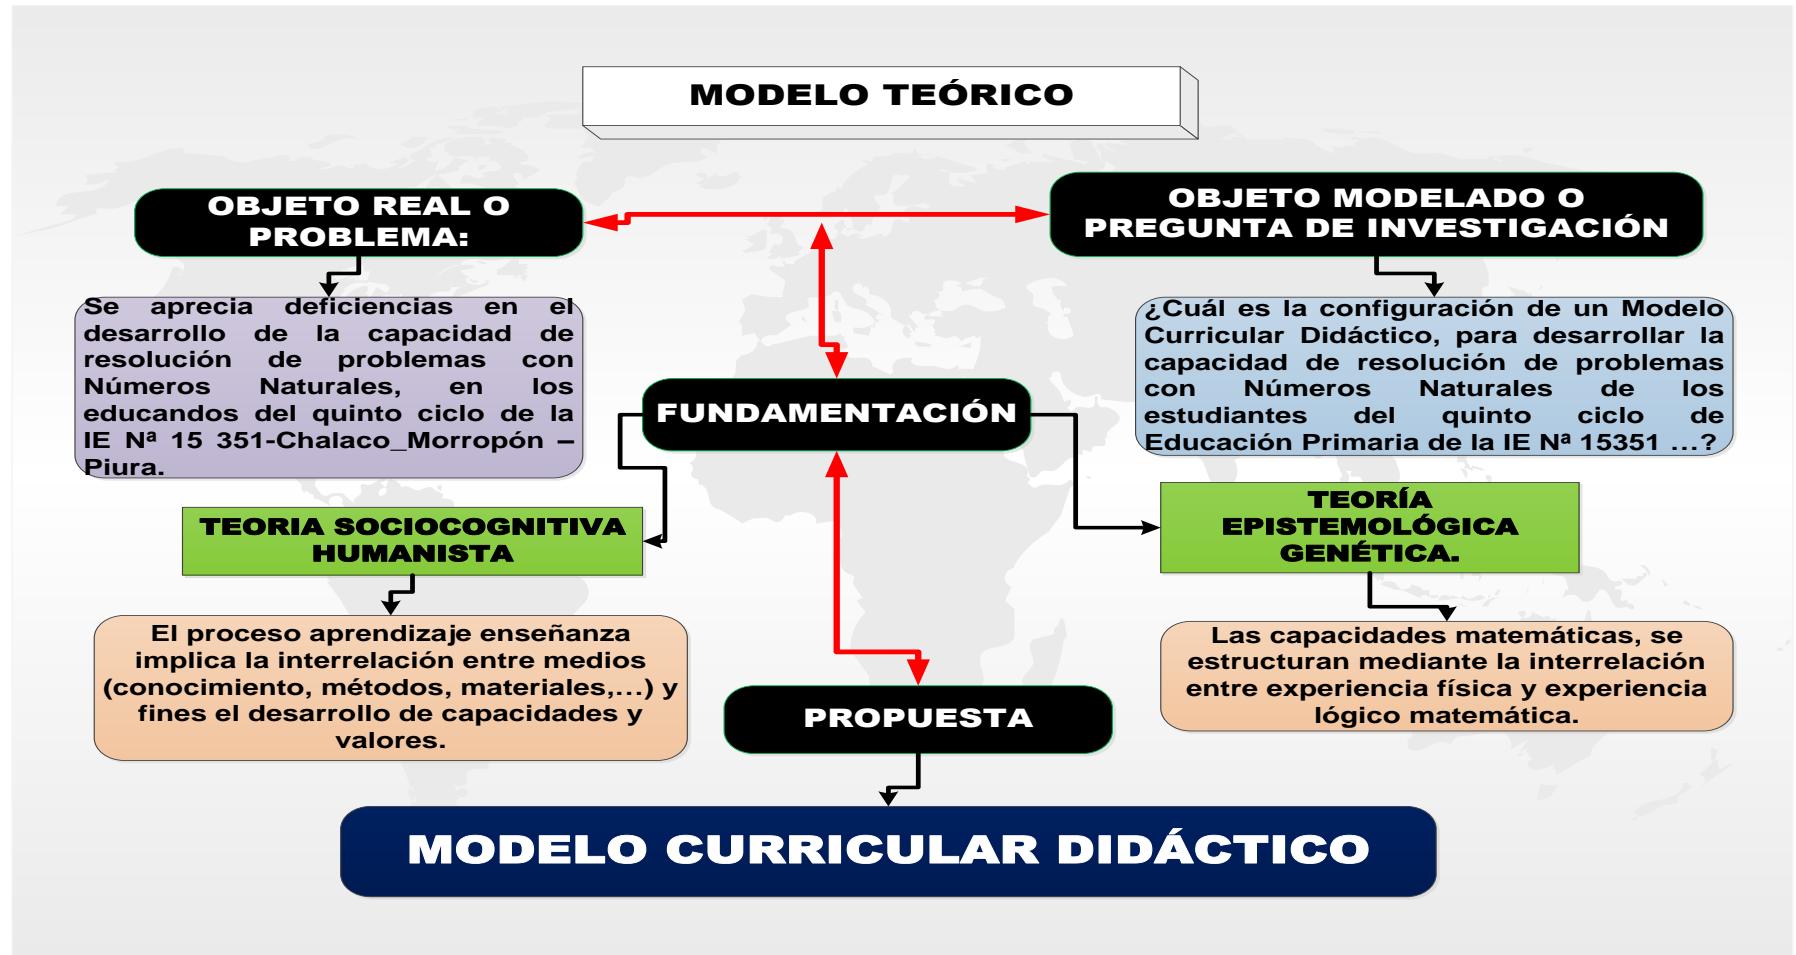 MODELO TEÓRICO
OBJETO REAL O
PROBLEMA:
OBJETO MODELADO O
PREGUNTA DE INVESTIGACIÓN
Se aprecia deficiencias en el
desarrollo de la capacidad de
resolución de problemas con
Números Naturales, en los
educandos del quinto ciclo de la
IE Nª 15 351-Chalaco_Morropón –
Piura.
¿Cuál es la configuración de un Modelo
Curricular Didáctico, para desarrollar la
capacidad de resolución de problemas
con Números Naturales de los
estudiantes del quinto ciclo de
Educación Primaria de la IE Nª 15351 ...?
FUNDAMENTACIÓN
TEORIA SOCIOCOGNITIVA
HUMANISTA
TEORÍA
EPISTEMOLÓGICA
GENÉTICA.
El proceso aprendizaje enseñanza
implica la interrelación entre medios
(conocimiento, métodos, materiales,...) y
fines el desarrollo de capacidades y
valores.
Las capacidades matemáticas, se
estructuran mediante la interrelación
entre experiencia física y experiencia
lógico matemática.
PROPUESTA
MODELO CURRICULAR DIDÁCTICO